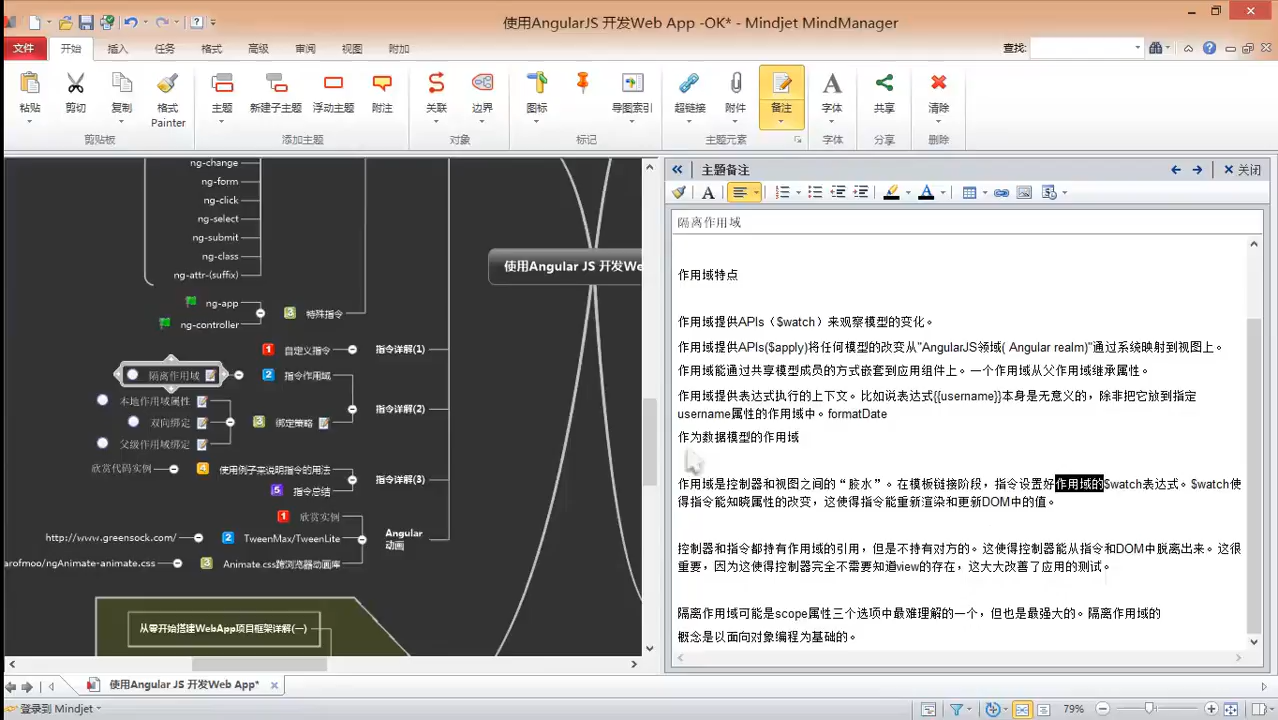 使用AngularJS 开发Web App -OK* - Mindjet MindManager
文件
开始
插入
任务
格式
高级
审阅
视图
附加
查找:
粘贴
剪切
复制
格式
Painter
主题
新建子主题
浮动主题
附注
关联
边界
图标
导图索引
超链接
附件
备注
字体
共享
清除
剪贴板
添加主题
对象
标记
主题元素
字体
分享
删除
ng-change
ng-form
ng-click
ng-select
ng-submit
ng-class
ng-attr-(suffix)
ng-app
ng-controller
3 特殊指令
1 自定义指令
指令详解(1)
隔离作用域
2 指令作用域
本地作用域属性
双向绑定
父级作用域绑定
3 绑定策略
指令详解(2)
欣赏代码实例
4 使用例子来说明指令的用法
5 指令总结
指令详解(3)
1 欣赏实例
http://www.greensock.com/
2 TweenMax/TweenLite
Angular
动画
arofmoo/ngAnimate-animate.css
3 Animate.css跨浏览器动画库
从零开始搭建WebApp项目框架详解(一)
使用Angular JS 开发We
主题备注
关闭
隔离作用域
作用域特点
作用域提供APIs（$watch）来观察模型的变化。
作用域提供APIs($apply)将任何模型的改变从"AngularJS领域( Angular realm)"通过系统映射到视图上。
作用域能通过共享模型成员的方式嵌套到应用组件上。一个作用域从父作用域继承属性。
作用域提供表达式执行的上下文。比如说表达式{{username}}本身是无意义的，除非把它放到指定
username属性的作用域中。formatDate
作为数据模型的作用域
作用域是控制器和视图之间的“胶水”。在模板链接阶段，指令设置好作用域的$watch表达式。$watch使
得指令能知晓属性的改变，这使得指令能重新渲染和更新DOM中的值。
控制器和指令都持有作用域的引用，但是不持有对方的。这使得控制器能从指令和DOM中脱离出来。这很
重要，因为这使得控制器完全不需要知道view的存在，这大大改善了应用的测试。
隔离作用域可能是scope属性三个选项中最难理解的一个，但也是最强大的。隔离作用域的
概念是以面向对象编程为基础的。
使用Angular JS 开发Web App*
登录到 Mindjet
79%